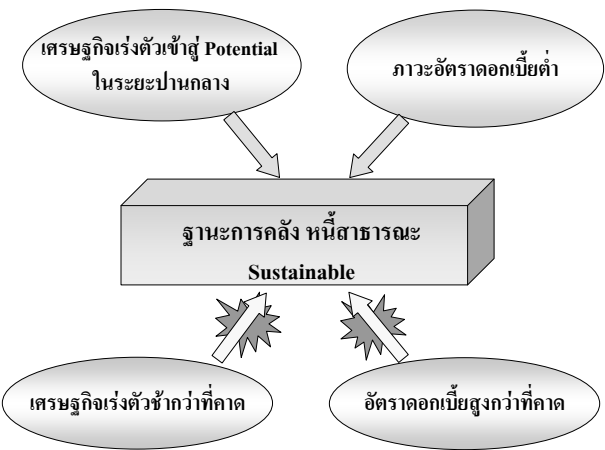 เศรษฐกิจเร่งตัวเข้าสู่ Potential
ในระยะปานกลาง
ภาวะอัตราดอกเบี้ยต่ำ
ฐานะการคลัง หนี้สาธารณะ
Sustainable
เศรษฐกิจเร่งตัวช้ากว่าที่คาด
อัตราดอกเบี้ยสูงกว่าที่คาด